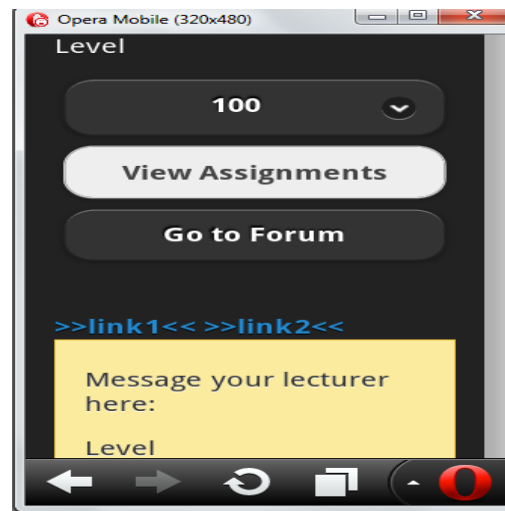 Opera Mobile (320x480)
Level
100
View Assignments
Go to Forum
>>link1<< >>link2<<
Message your lecturer
here:
Level